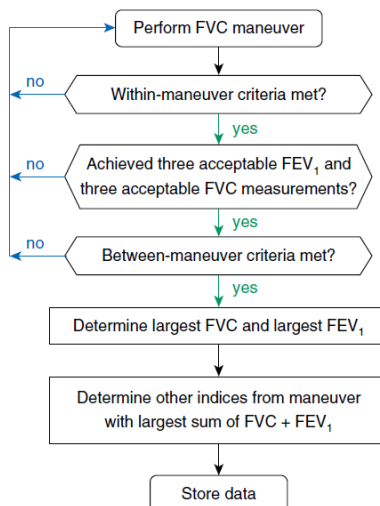 Perform FVC maneuver
no
Within-maneuver criteria met?
yes
no
Achieved three acceptable FEV₁ and
three acceptable FVC measurements?
yes
no
Between-maneuver criteria met?
yes
Determine largest FVC and largest FEV₁
Determine other indices from maneuver
with largest sum of FVC + FEV₁
Store data